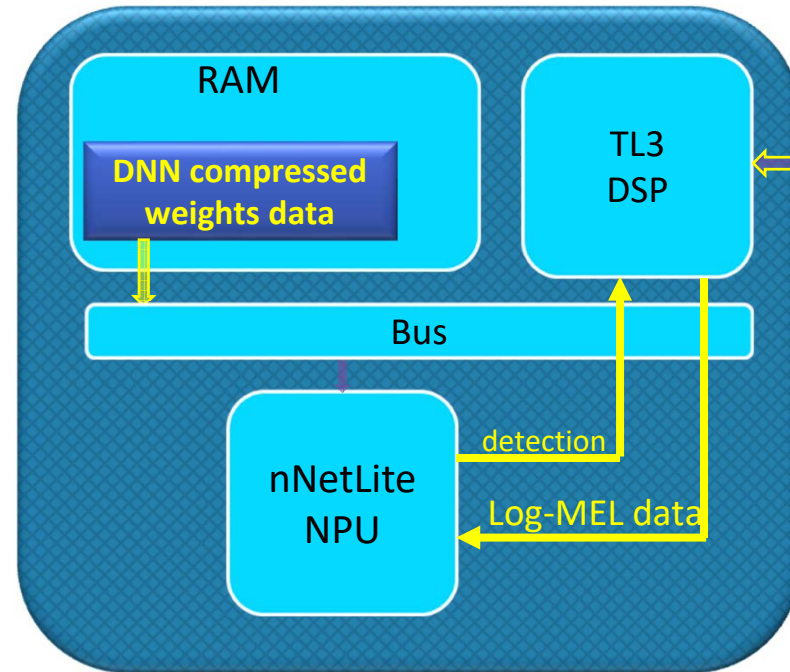 RAM
DNN compressed
weights data
TL3
DSP
Bus
nNetLite
NPU
detection
Log-MEL data